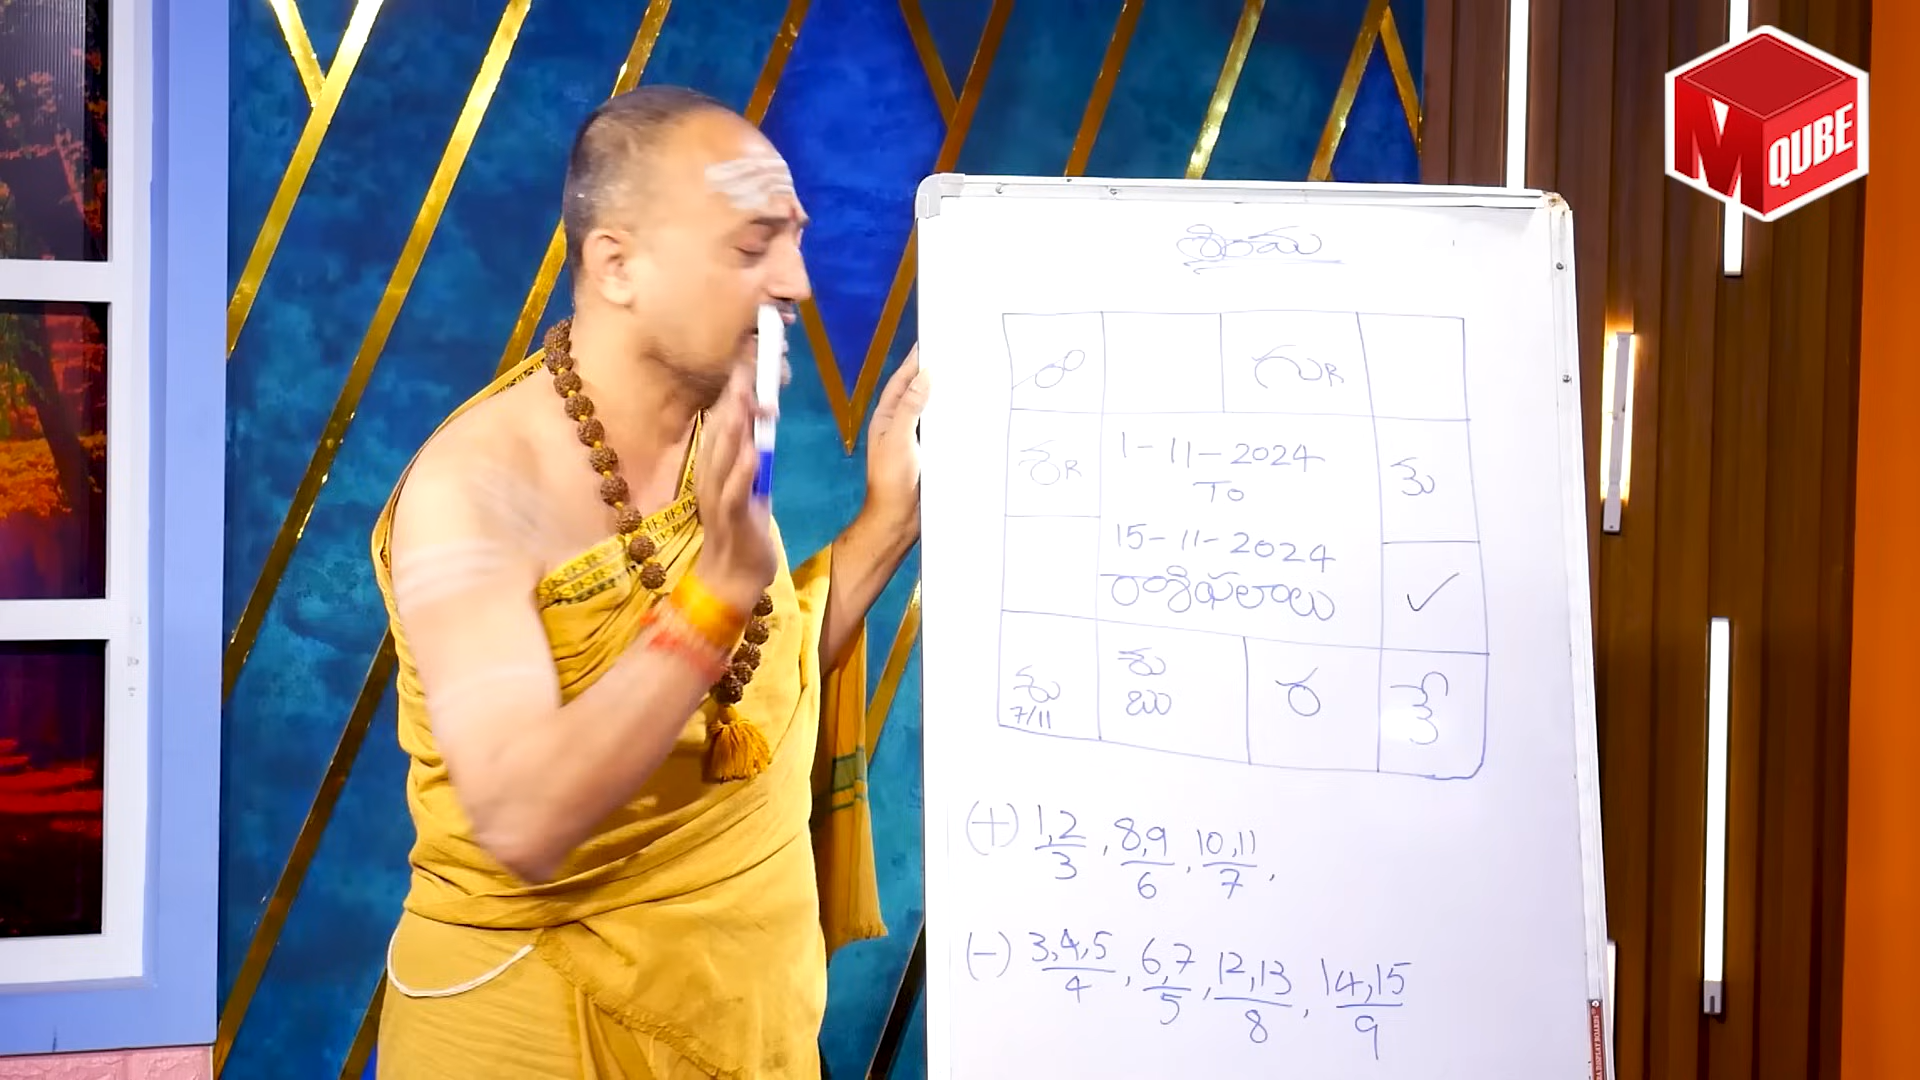 M QUBE
శ్రీరామ
రా
గుR
శR
1-11-2024
To
15-11-2024
రాశిఫలాలు
కు
✓
శు
7/11
శు
బు
ర
కే
(+) 1,2/3, 8,9/6, 10,11/7,
(-) 3,4,5/4, 6,7/5, 12,13/8, 14,15/9